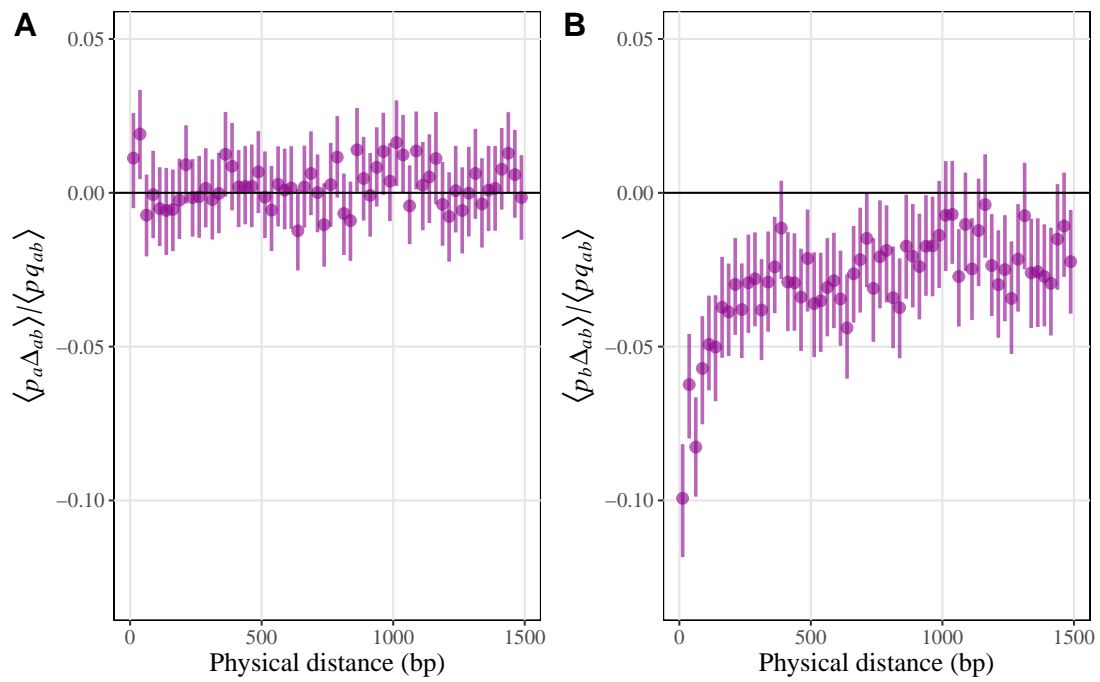 A
0.05
0.00
−0.05
−0.10
⟨p_aΔ_ab⟩/⟨pq_ab⟩
0 500 1000 1500
Physical distance (bp)
B
0.05
0.00
−0.05
−0.10
⟨p_bΔ_ab⟩/⟨pq_ab⟩
0 500 1000 1500
Physical distance (bp)